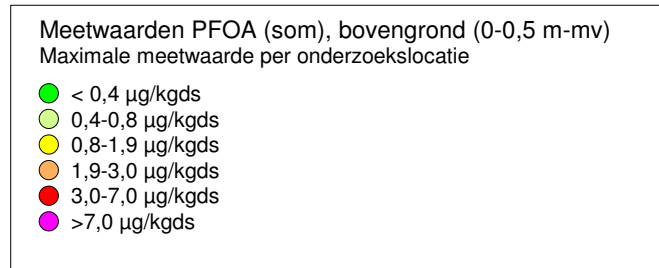 Meetwaarden PFOA (som), bovengrond (0-0,5 m-mv)
Maximale meetwaarde per onderzoekslocatie
< 0,4 µg/kgds
0,4-0,8 µg/kgds
0,8-1,9 µg/kgds
1,9-3,0 µg/kgds
3,0-7,0 µg/kgds
>7,0 µg/kgds